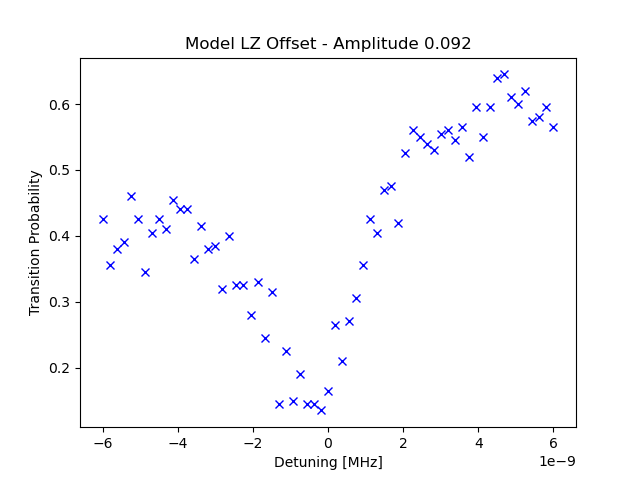 Model LZ Offset - Amplitude 0.092
Transition Probability
0.6
0.5
0.4
0.3
0.2
−6 −4 −2 0 2 4 6
Detuning [MHz]
1e−9